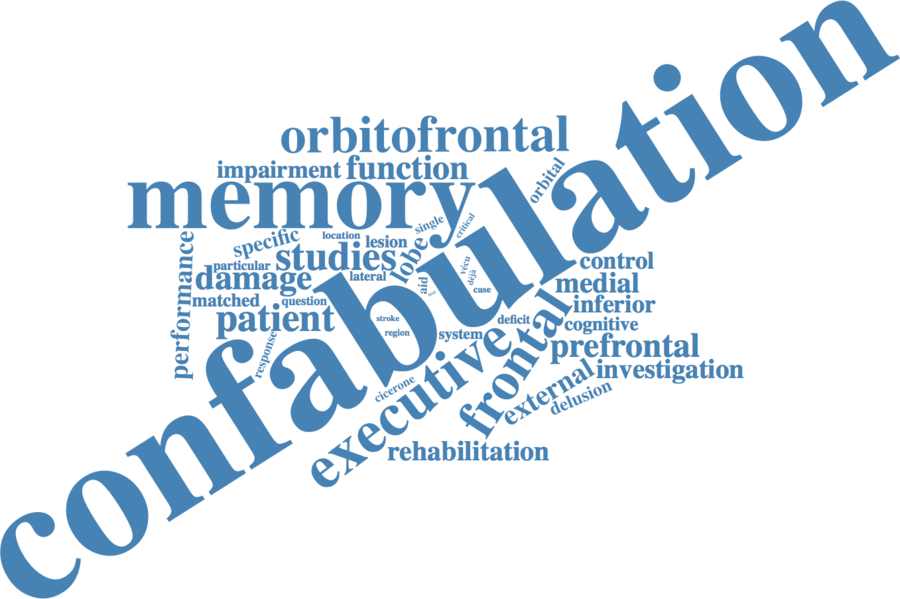 confabulation
orbitofrontal
impairment
function
memory
orbital
single
critical
performance
specific
location
lesion
studies
lobe
particular
damage
lateral
aid
vécu
déjà
case
control
medial
matched
question
inferior
patient
stroke
region
system
deficit
cognitive
response
executive
frontal
prefrontal
external
investigation
cicerone
delusion
rehabilitation